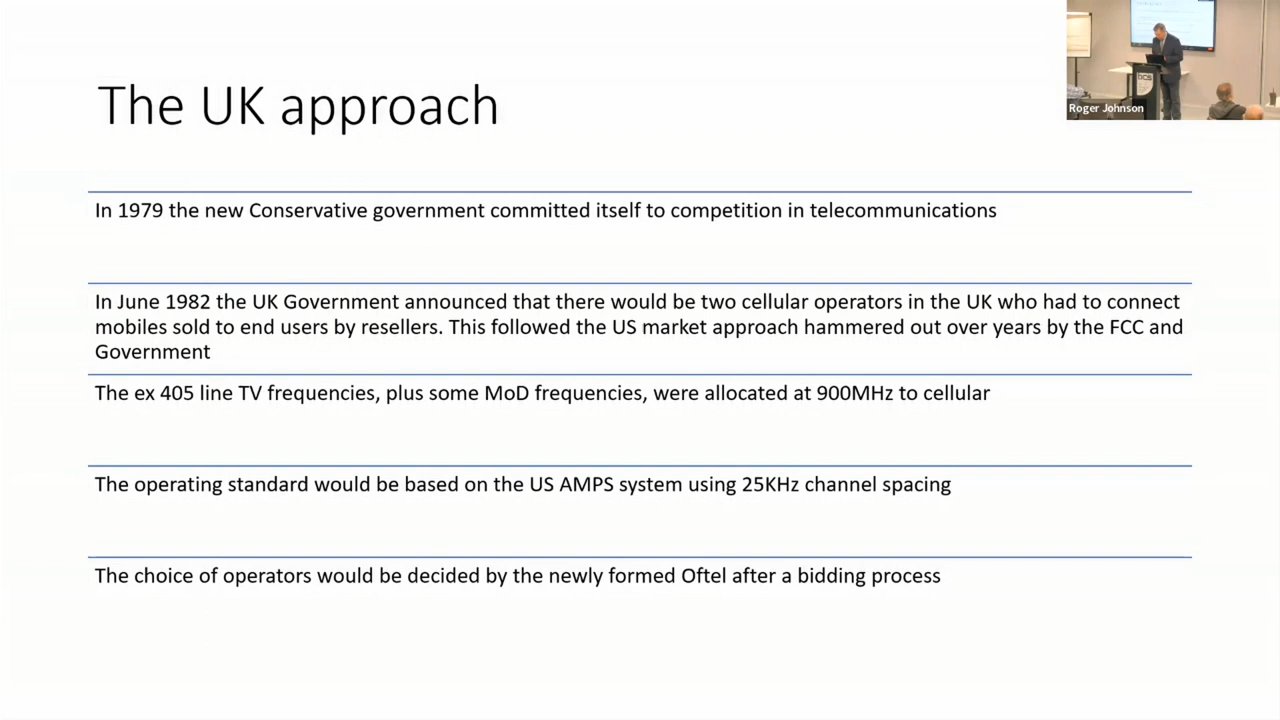 The UK approach
In 1979 the new Conservative government committed itself to competition in telecommunications
In June 1982 the UK Government announced that there would be two cellular operators in the UK who had to connect
mobiles sold to end users by resellers. This followed the US market approach hammered out over years by the FCC and
Government
The ex 405 line TV frequencies, plus some MoD frequencies, were allocated at 900MHz to cellular
The operating standard would be based on the US AMPS system using 25KHz channel spacing
The choice of operators would be decided by the newly formed Oftel after a bidding process
bcs
Roger Johnson